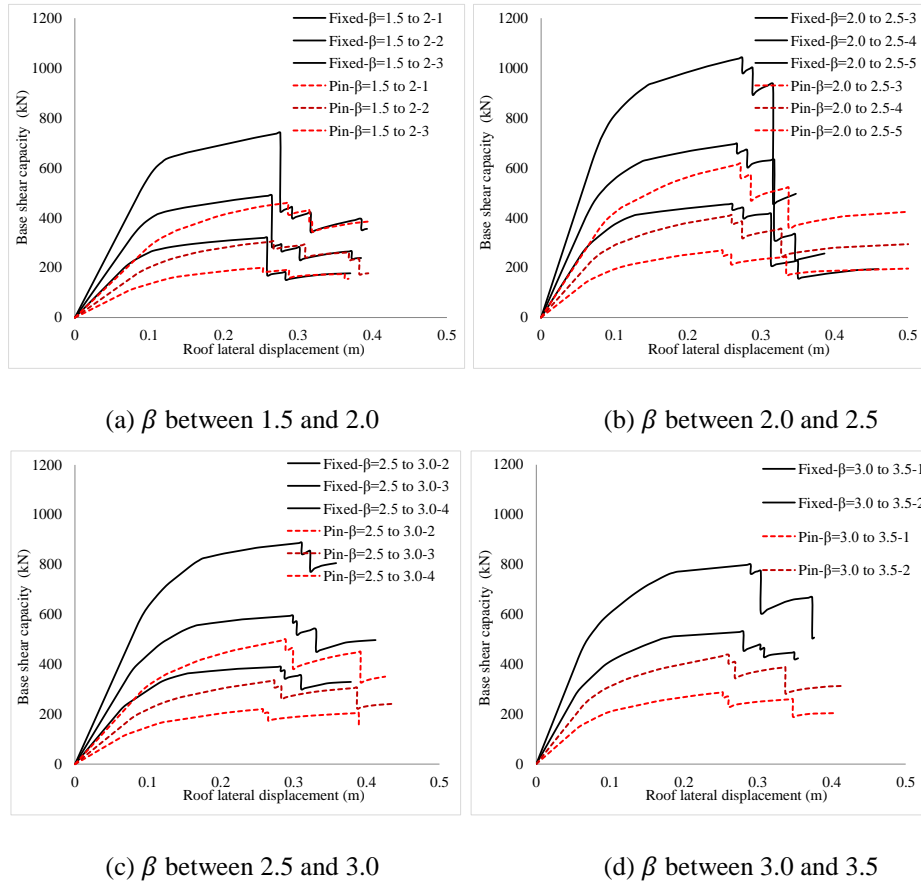 1200
1000
800
600
400
200
0
Base shear capacity (kN)
0
0.1
0.2
0.3
0.4
0.5
Roof lateral displacement (m)
Fixed-β=1.5 to 2-1
Fixed-β=1.5 to 2-2
Fixed-β=1.5 to 2-3
Pin-β=1.5 to 2-1
Pin-β=1.5 to 2-2
Pin-β=1.5 to 2-3
(a) β between 1.5 and 2.0
1200
1000
800
600
400
200
0
Base shear capacity (kN)
0
0.1
0.2
0.3
0.4
0.5
Roof lateral displacement (m)
Fixed-β=2.0 to 2.5-3
Fixed-β=2.0 to 2.5-4
Fixed-β=2.0 to 2.5-5
Pin-β=2.0 to 2.5-3
Pin-β=2.0 to 2.5-4
Pin-β=2.0 to 2.5-5
(b) β between 2.0 and 2.5
1200
1000
800
600
400
200
0
Base shear capacity (kN)
0
0.1
0.2
0.3
0.4
0.5
Roof lateral displacement (m)
Fixed-β=2.5 to 3.0-2
Fixed-β=2.5 to 3.0-3
Fixed-β=2.5 to 3.0-4
Pin-β=2.5 to 3.0-2
Pin-β=2.5 to 3.0-3
Pin-β=2.5 to 3.0-4
(c) β between 2.5 and 3.0
1200
1000
800
600
400
200
0
Base shear capacity (kN)
0
0.1
0.2
0.3
0.4
0.5
Roof lateral displacement (m)
Fixed-β=3.0 to 3.5-1
Fixed-β=3.0 to 3.5-2
Pin-β=3.0 to 3.5-1
Pin-β=3.0 to 3.5-2
(d) β between 3.0 and 3.5